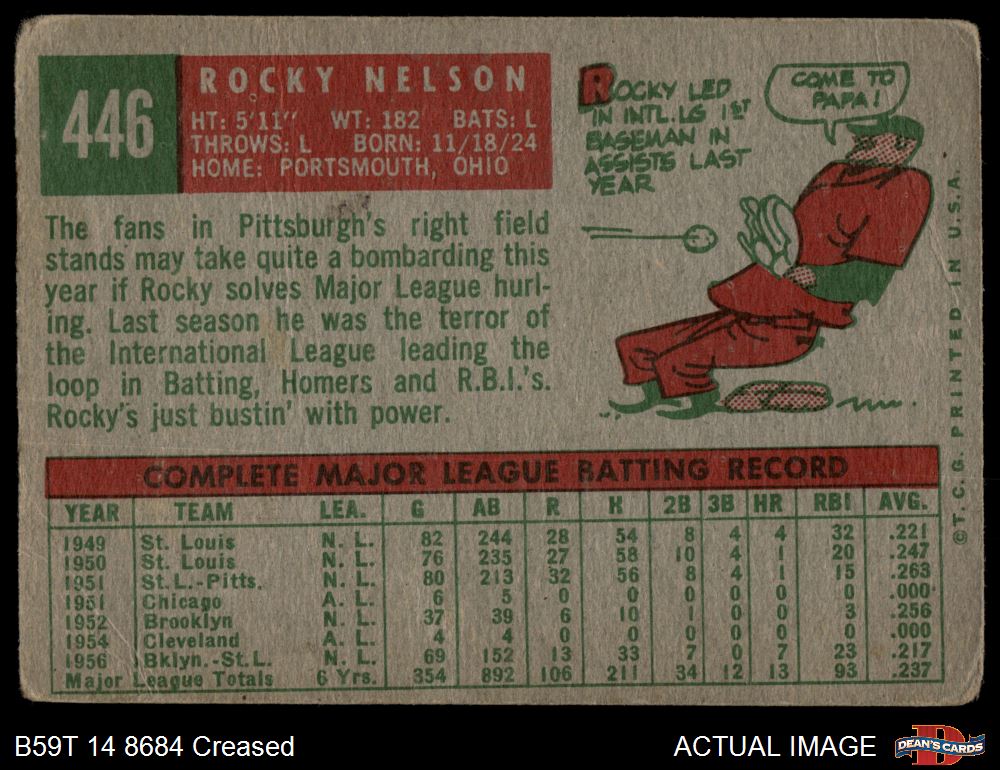 446
ROCKY NELSON
HT: 5'11" WT: 182 BATS: L
THROWS: L BORN: 11/18/24
HOME: PORTSMOUTH, OHIO
ROCKY LED
IN INTL. LG 1ST
BASEMAN IN
ASSISTS LAST
YEAR
COME TO
PAPA!
The fans in Pittsburgh's right field
stands may take quite a bombarding this
year if Rocky solves Major League hurl-
ing. Last season he was the terror of
the International League leading the
loop in Batting, Homers and R.B.I.'s.
Rocky's just bustin' with power.
©T.C.G. PRINTED IN U.S.A.
COMPLETE MAJOR LEAGUE BATTING RECORD
YEAR TEAM LEA. G AB R H 2B 3B HR RBI AVG.
1949 St. Louis N. L. 82 244 28 54 8 4 4 32 .221
1950 St. Louis N. L. 76 235 27 58 10 4 1 20 .247
1951 St.L.-Pitts. N. L. 80 213 32 56 8 4 1 15 .263
1951 Chicago A. L. 6 5 0 0 0 0 0 0 .000
1952 Brooklyn N. L. 37 39 6 10 1 0 0 3 .256
1954 Cleveland A. L. 4 4 0 0 0 0 0 0 .000
1956 Bklyn.-St.L. N. L. 69 152 13 33 7 0 7 23 .217
Major League Totals 6 Yrs. 354 892 106 211 34 12 13 93 .237
B59T 14 8684 Creased
ACTUAL IMAGE
DEAN'S CARDS